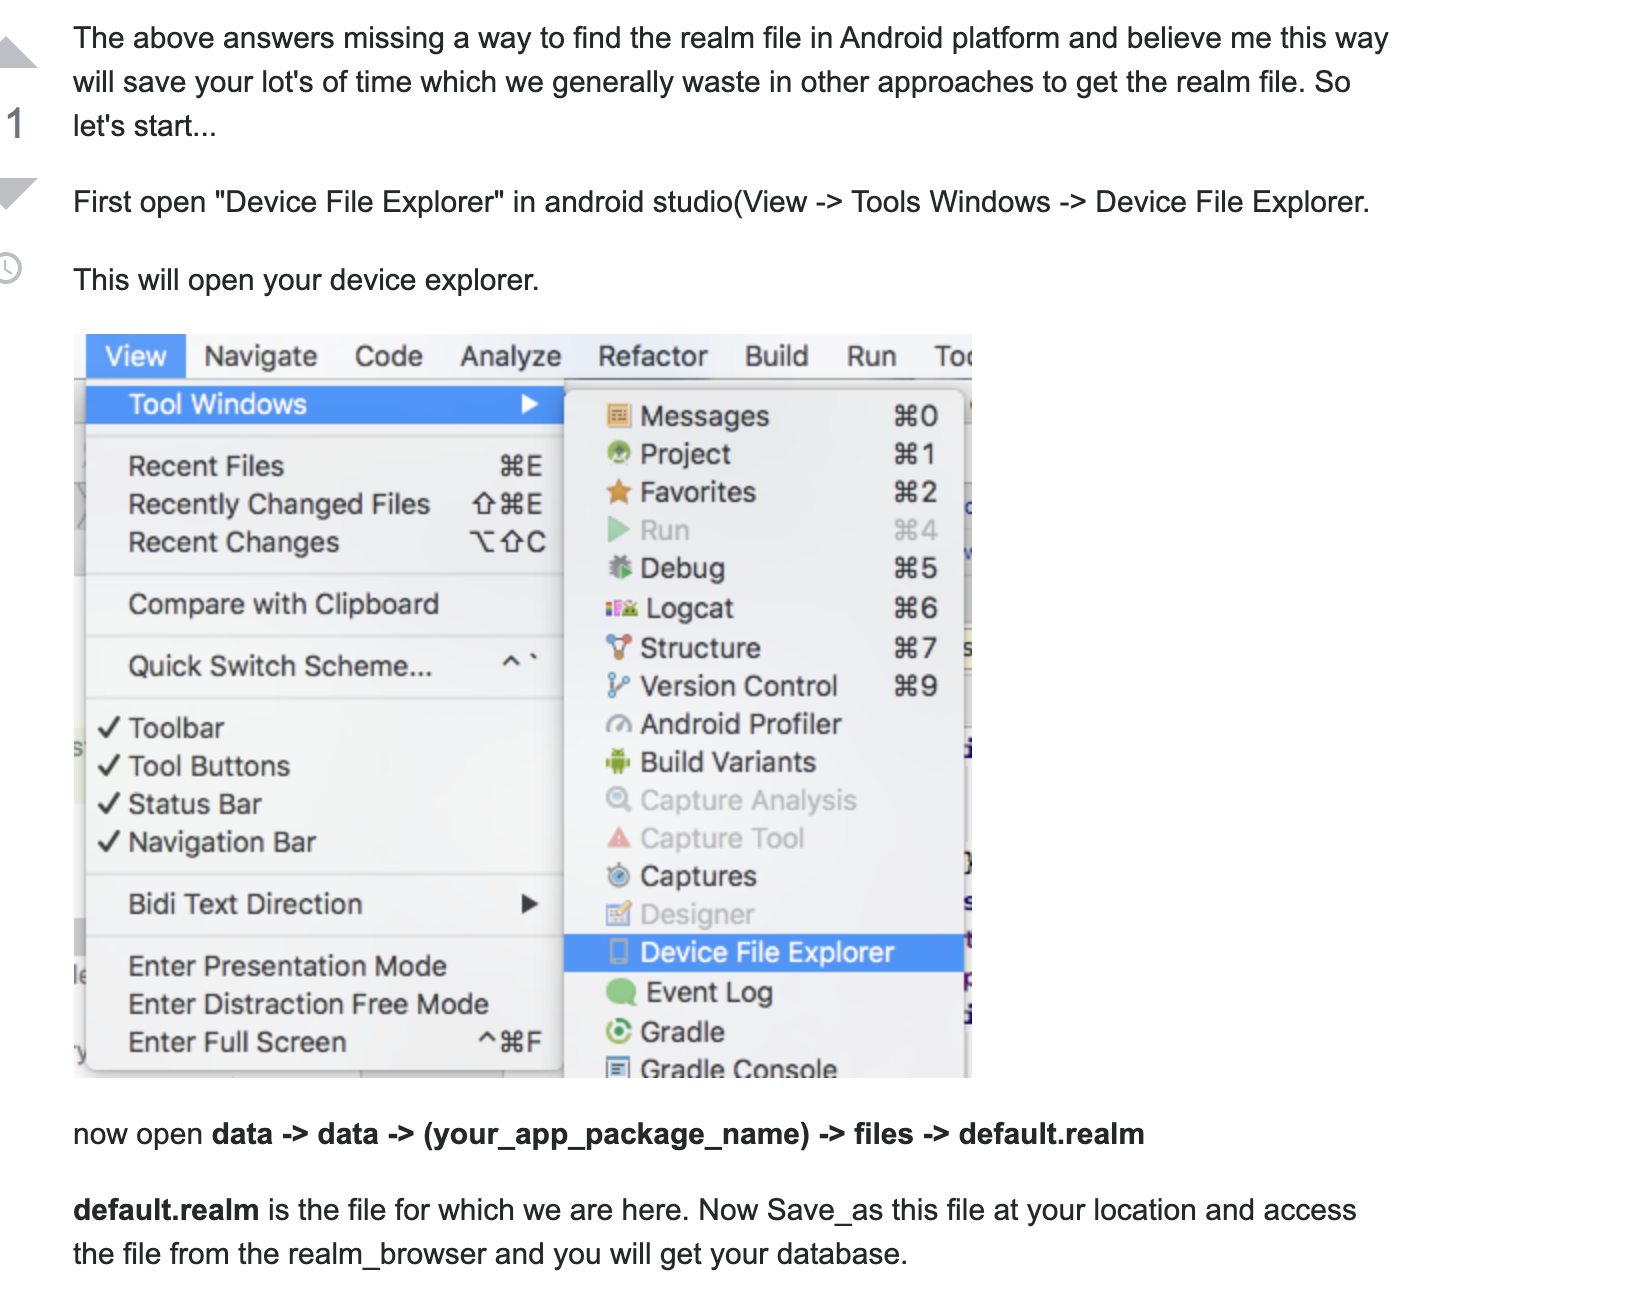 The above answers missing a way to find the realm file in Android platform and believe me this way
will save your lot's of time which we generally waste in other approaches to get the realm file. So
let's start...
1
First open "Device File Explorer" in android studio(View -> Tools Windows -> Device File Explorer.
This will open your device explorer.
View Navigate Code Analyze Refactor Build Run
Tool Windows ▶
Recent Files ⌘E
Recently Changed Files ⇧⌘E
Recent Changes ⌥⇧C
Compare with Clipboard
Quick Switch Scheme... ^ `
✓ Toolbar
✓ Tool Buttons
✓ Status Bar
✓ Navigation Bar
Bidi Text Direction ▶
Enter Presentation Mode
Enter Distraction Free Mode
Enter Full Screen ^⌘F
Messages ⌘0
Project ⌘1
Favorites ⌘2
Run ⌘4
Debug ⌘5
Logcat ⌘6
Structure ⌘7
Version Control ⌘9
Android Profiler
Build Variants
Capture Analysis
Capture Tool
Captures
Designer
Device File Explorer
Event Log
Gradle
Gradle Console
now open data -> data -> (your_app_package_name) -> files -> default.realm
default.realm is the file for which we are here. Now Save_as this file at your location and access
the file from the realm_browser and you will get your database.